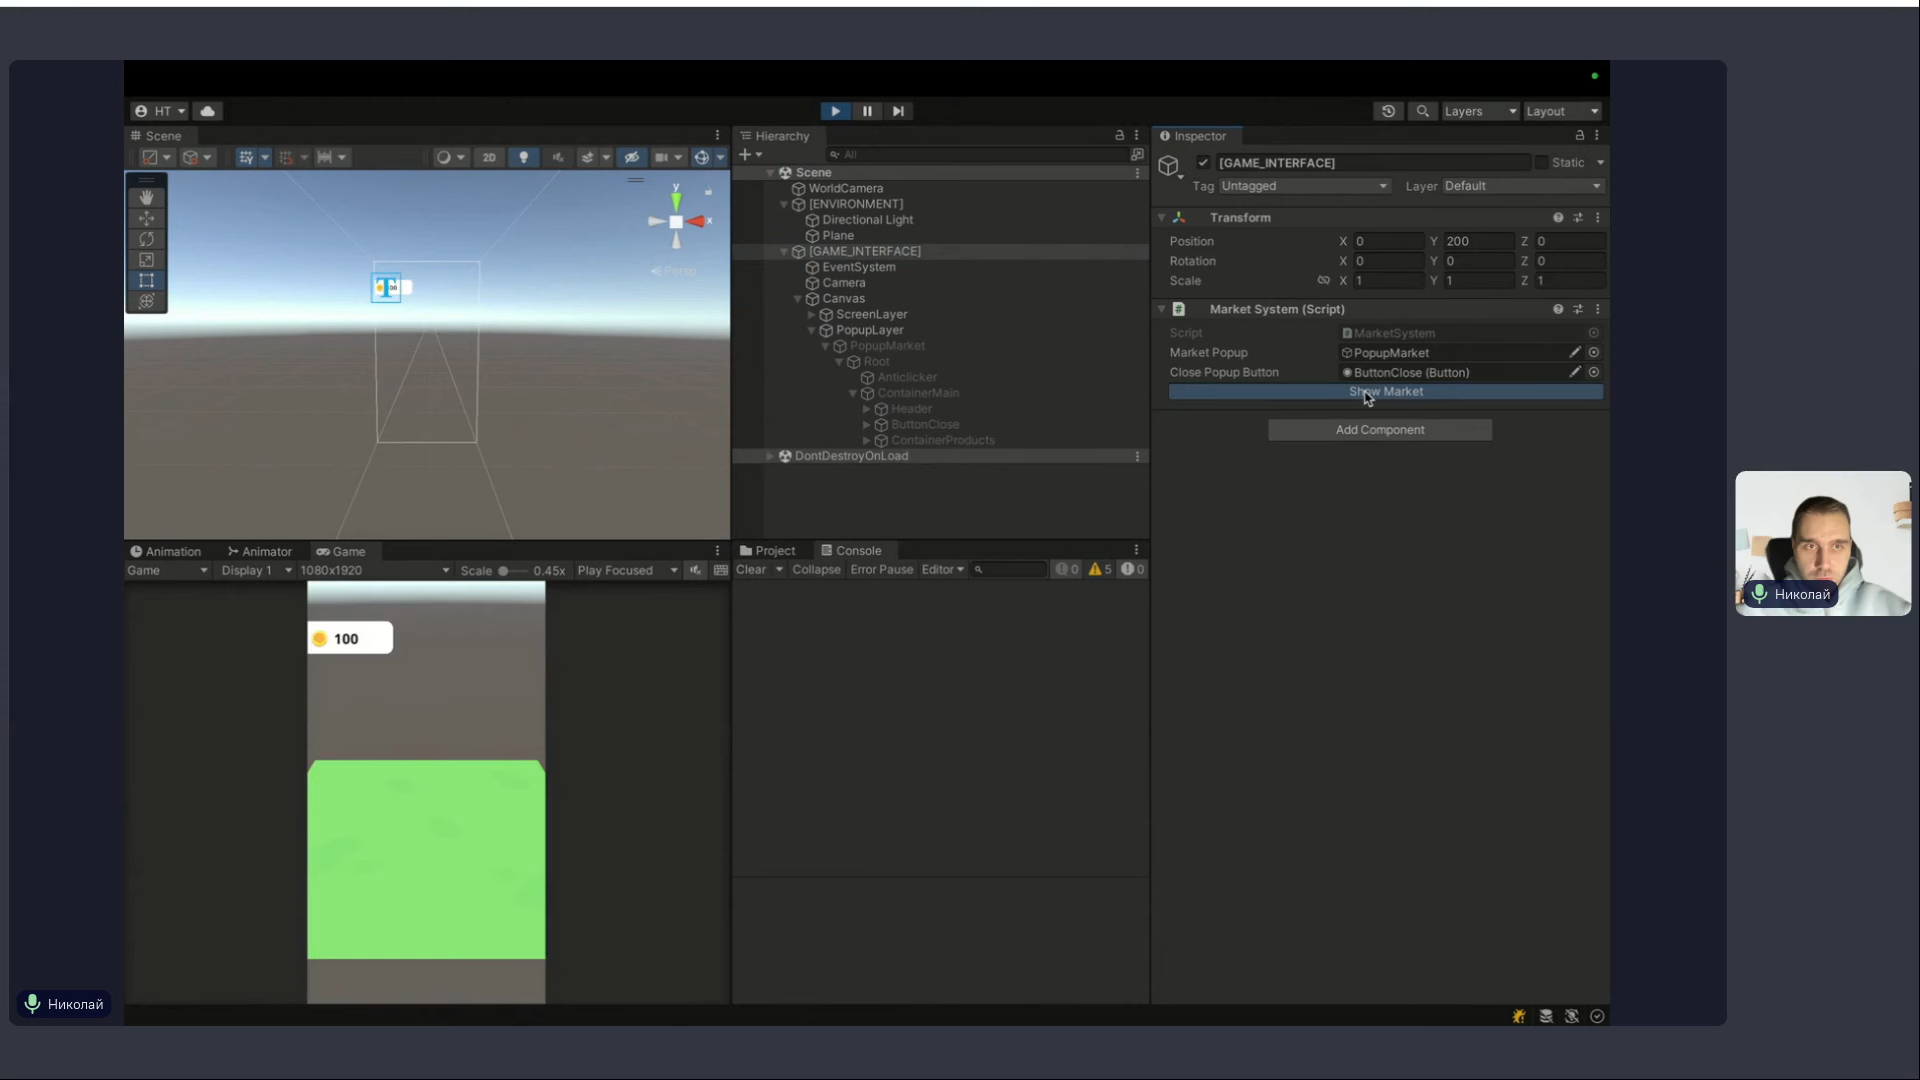 HT
Layers
Layout
Scene
2D
y
x
Persp
Hierarchy
All
Scene
WorldCamera
[ENVIRONMENT]
Directional Light
Plane
[GAME_INTERFACE]
EventSystem
Camera
Canvas
ScreenLayer
PopupLayer
PopupMarket
Root
Anticlicker
ContainerMain
Header
ButtonClose
ContainerProducts
DontDestroyOnLoad
Inspector
[GAME_INTERFACE]
Static
Tag Untagged
Layer Default
Transform
Position X 0 Y 200 Z 0
Rotation X 0 Y 0 Z 0
Scale X 1 Y 1 Z 1
# Market System (Script)
Script MarketSystem
Market Popup PopupMarket
Close Popup Button ButtonClose (Button)
Show Market
Add Component
Animation
Animator
Game
Game
Display 1
1080x1920
Scale 0.45x
Play Focused
100
Project
Console
Clear
Collapse
Error Pause
Editor
0
5
0
Николай
Николай